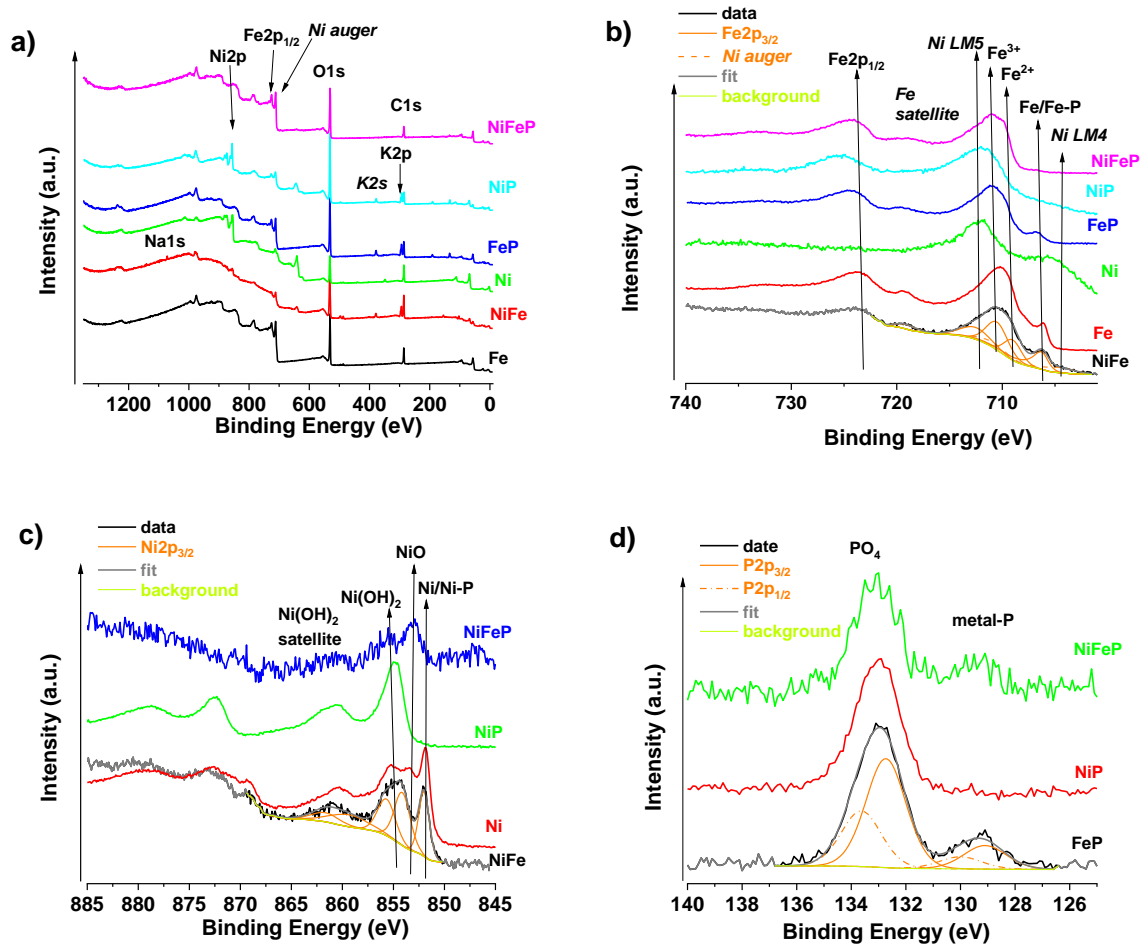 a)
Fe2p1/2
Ni auger
Ni2p
O1s
C1s
K2p
K2s
Na1s
NiFeP
NiP
FeP
Ni
NiFe
Fe
Intensity (a.u.)
1200 1000 800 600 400 200 0
Binding Energy (eV)
b)
data
Fe2p3/2
Ni auger
fit
background
Fe2p1/2
Fe
satellite
Ni LM5
Fe3+
Fe2+
Fe/Fe-P
Ni LM4
NiFeP
NiP
FeP
Ni
Fe
NiFe
Intensity (a.u.)
740 730 720 710
Binding Energy (eV)
c)
data
Ni2p3/2
fit
background
Ni(OH)2
satellite
Ni(OH)2
NiO
Ni/Ni-P
NiFeP
NiP
Ni
NiFe
Intensity (a.u.)
885 880 875 870 865 860 855 850 845
Binding Energy (eV)
d)
date
P2p3/2
P2p1/2
fit
background
PO4
metal-P
NiFeP
NiP
FeP
Intensity (a.u.)
140 138 136 134 132 130 128 126
Binding Energy (eV)